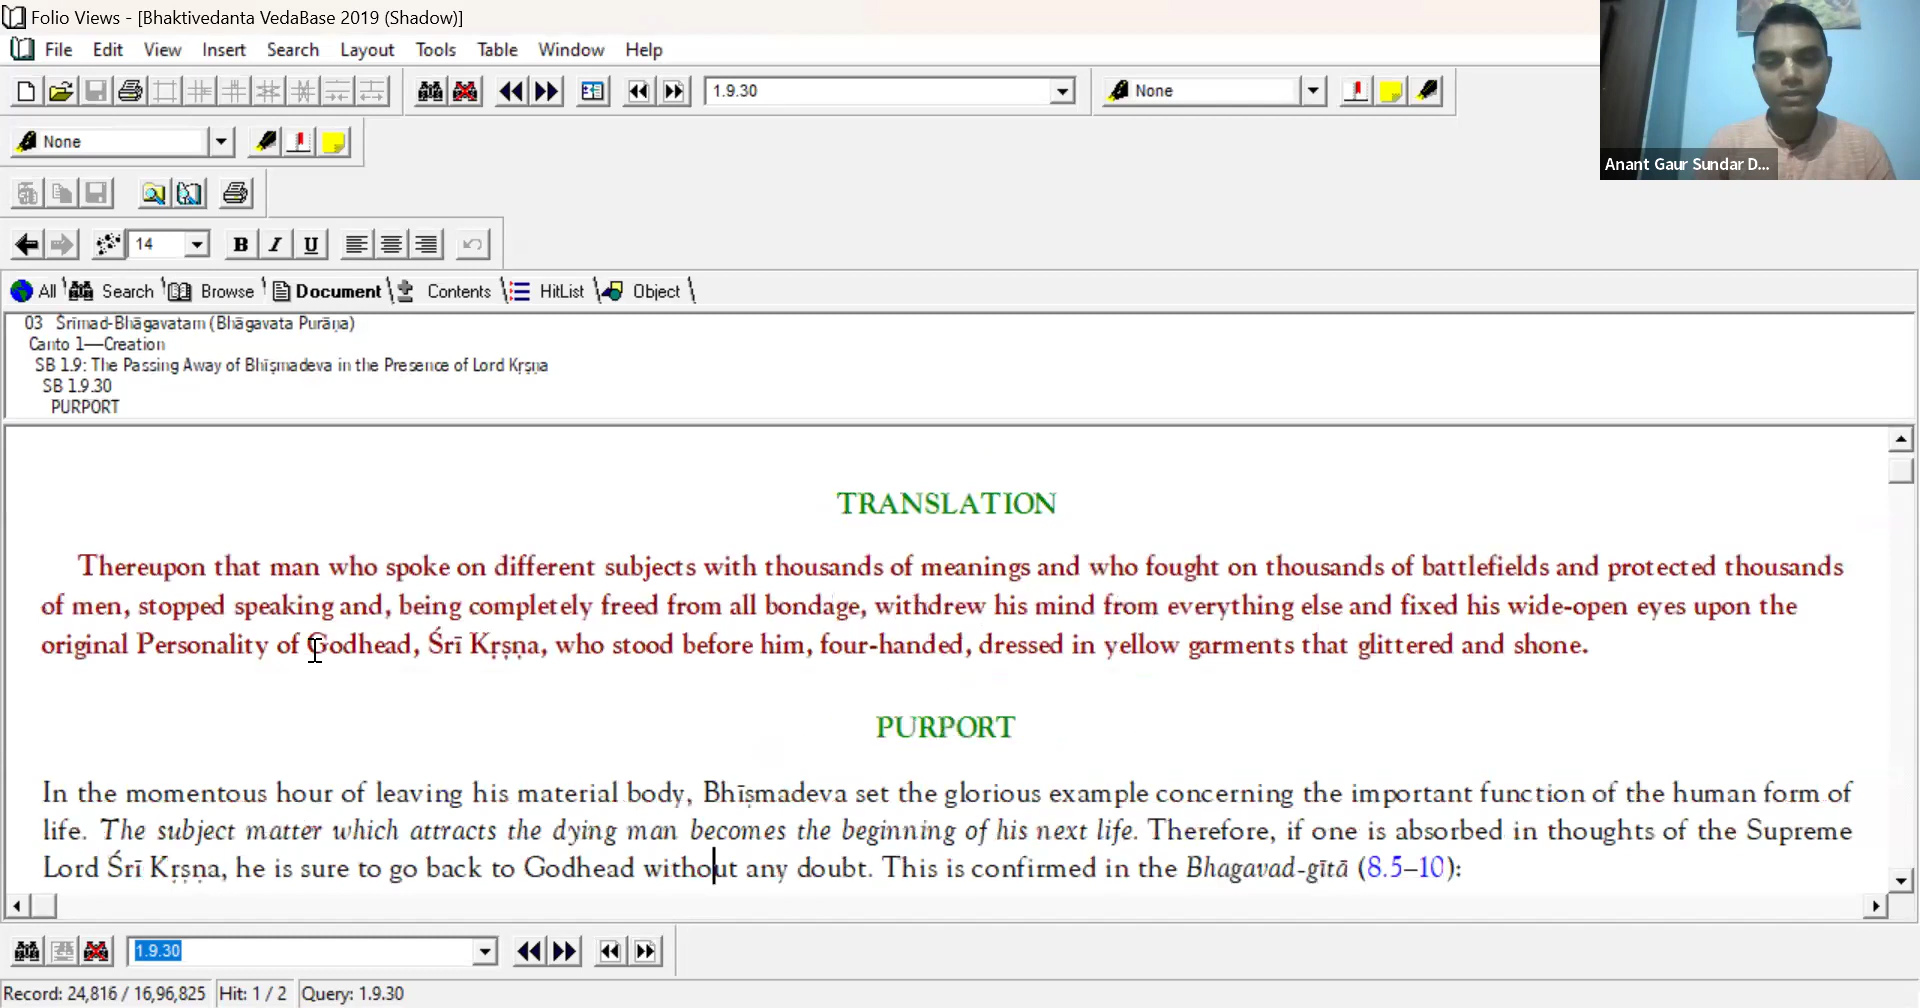 Folio Views - [Bhaktivedanta VedaBase 2019 (Shadow)]
File Edit View Insert Search Layout Tools Table Window Help
1.9.30 None
None
Anant Gaur Sundar D...
14 B I U
All Search Browse Document Contents HitList Object
03 Śrīmad-Bhāgavatam (Bhāgavata Purāṇa)
Canto 1—Creation
SB 1.9: The Passing Away of Bhīṣmadeva in the Presence of Lord Kṛṣṇa
SB 1.9.30
PURPORT
TRANSLATION
Thereupon that man who spoke on different subjects with thousands of meanings and who fought on thousands of battlefields and protected thousands
of men, stopped speaking and, being completely freed from all bondage, withdrew his mind from everything else and fixed his wide-open eyes upon the
original Personality of Godhead, Śrī Kṛṣṇa, who stood before him, four-handed, dressed in yellow garments that glittered and shone.
PURPORT
In the momentous hour of leaving his material body, Bhīṣmadeva set the glorious example concerning the important function of the human form of
life. The subject matter which attracts the dying man becomes the beginning of his next life. Therefore, if one is absorbed in thoughts of the Supreme
Lord Śrī Kṛṣṇa, he is sure to go back to Godhead without any doubt. This is confirmed in the Bhagavad-gītā (8.5–10):
1.9.30
Record: 24,816 / 16,96,825 Hit: 1 / 2 Query: 1.9.30